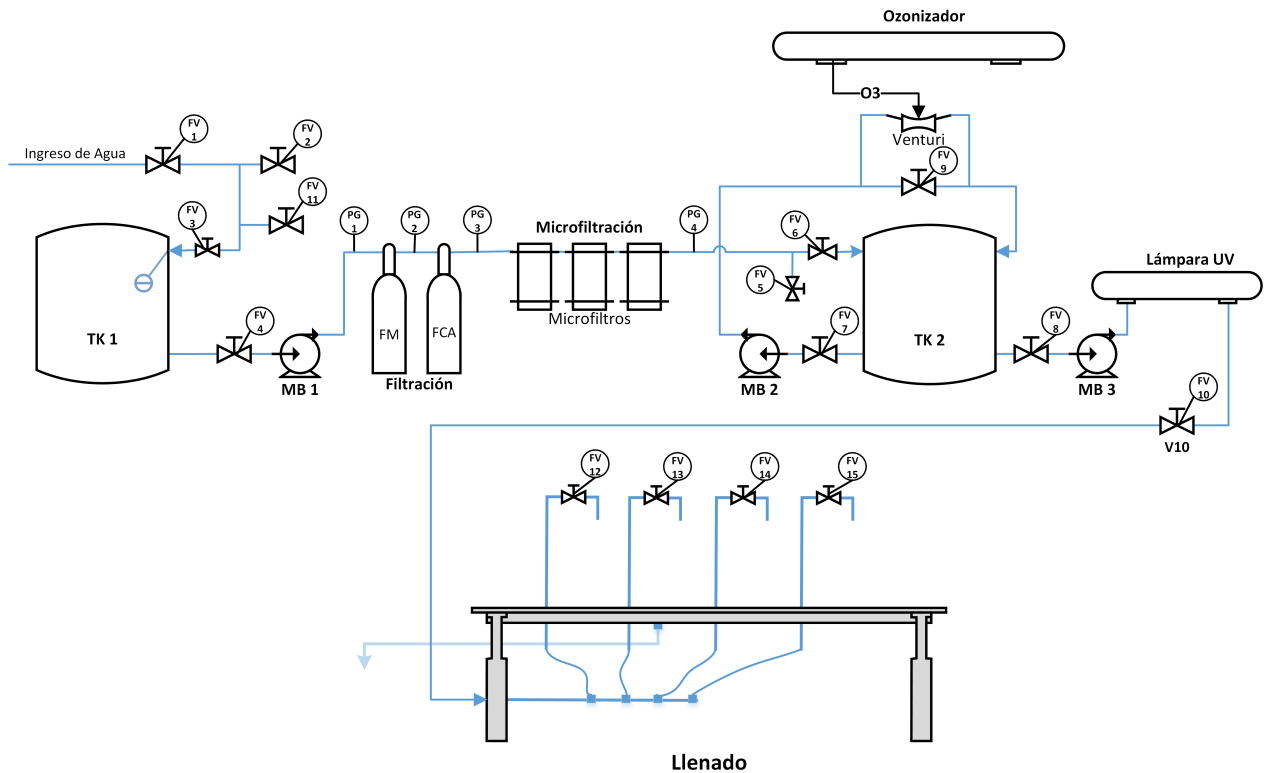 Ozonizador
O3
Venturi
FV
1
FV
2
Ingreso de Agua
FV
9
FV
11
FV
3
PG
1
PG
2
PG
3
Microfiltración
PG
4
FV
6
FV
5
Lámpara UV
Microfiltros
FV
4
FM
FCA
FV
7
FV
8
TK 1
TK 2
MB 1
Filtración
MB 2
MB 3
FV
10
V10
FV
12
FV
13
FV
14
FV
15
Llenado